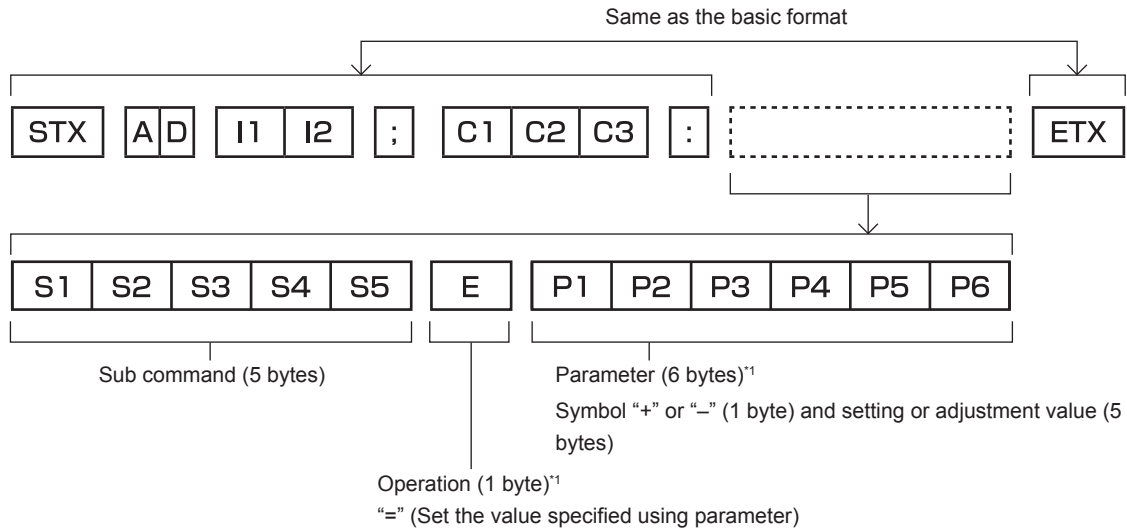 Same as the basic format
STX A D I1 I2 ; C1 C2 C3 : ETX
S1 S2 S3 S4 S5 E P1 P2 P3 P4 P5 P6
Sub command (5 bytes)
Parameter (6 bytes)*1
Symbol “+” or “–” (1 byte) and setting or adjustment value (5
bytes)
Operation (1 byte)*1
“=” (Set the value specified using parameter)